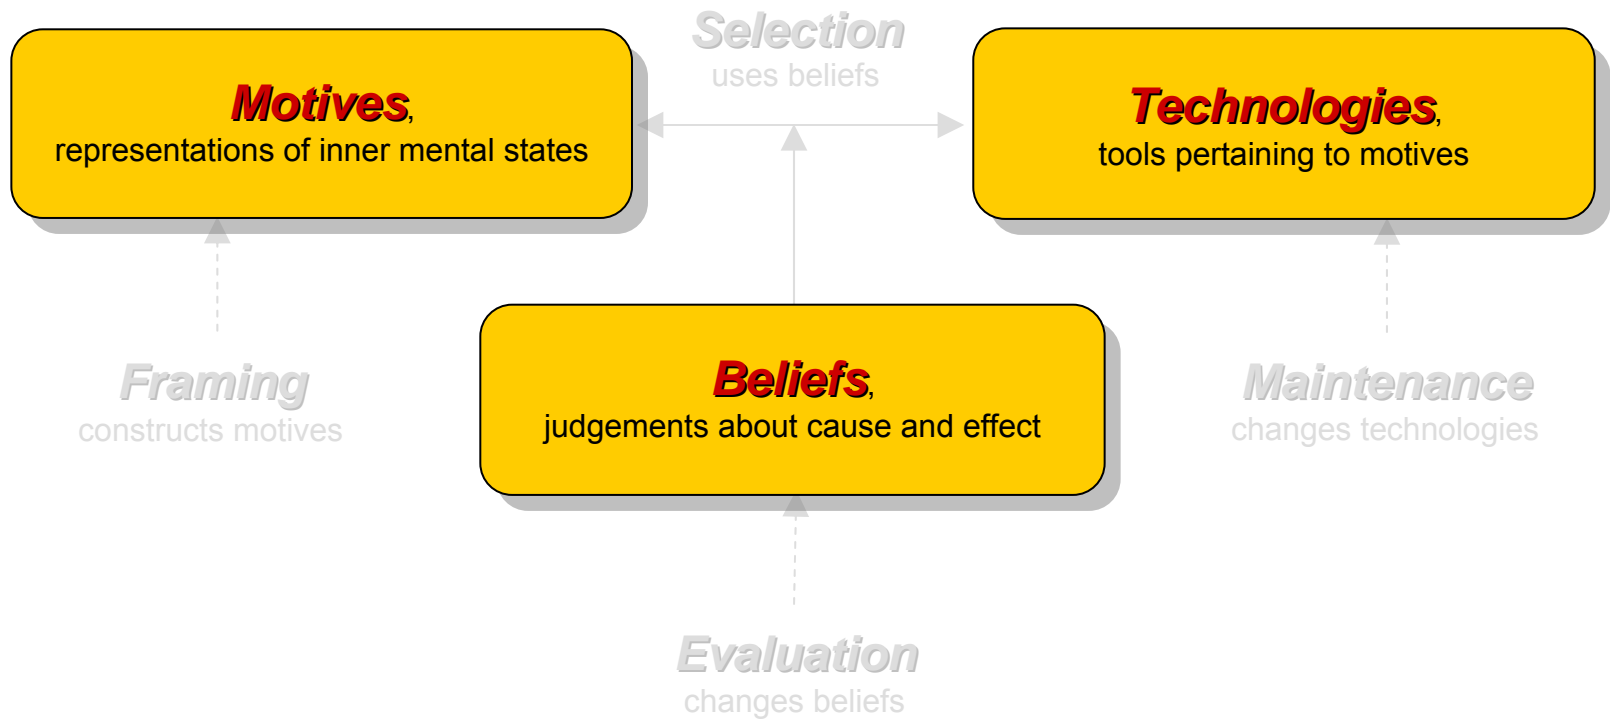 Selection
uses beliefs
Motives,
representations of inner mental states
Technologies,
tools pertaining to motives
Framing
constructs motives
Beliefs,
judgements about cause and effect
Maintenance
changes technologies
Evaluation
changes beliefs